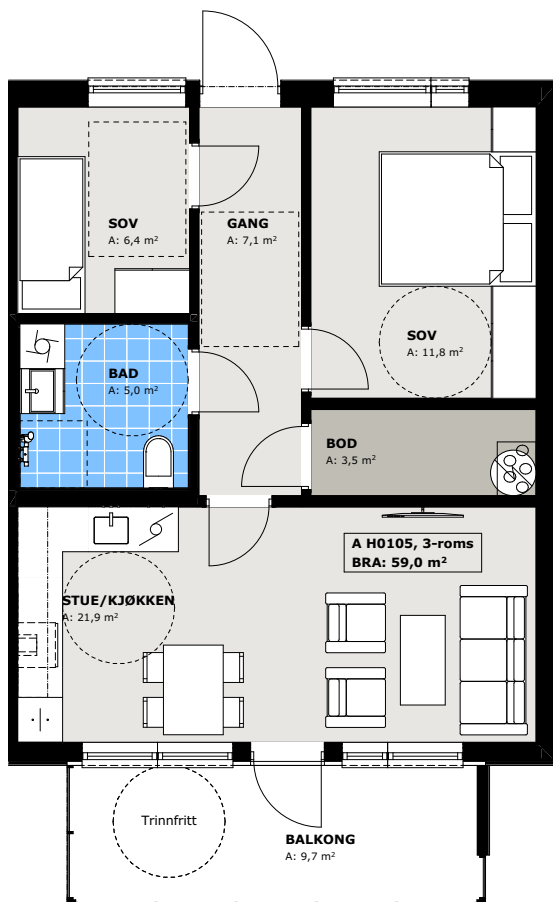 SOV
A: 6,4 m²
GANG
A: 7,1 m²
SOV
A: 11,8 m²
BAD
A: 5,0 m²
BOD
A: 3,5 m²
A H0105, 3-roms
BRA: 59,0 m²
STUE/KJØKKEN
A: 21,9 m²
Trinnfritt
BALKONG
A: 9,7 m²